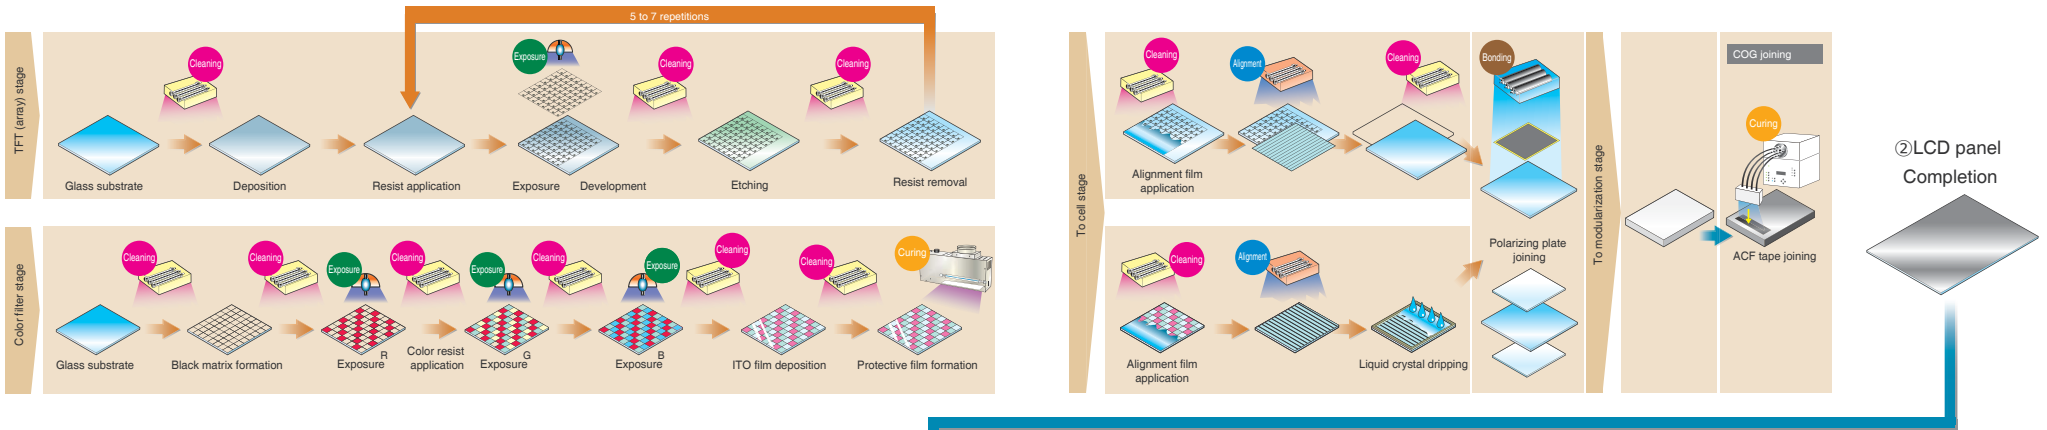 5 to 7 repetitions
TFT (array) stage
Cleaning
Exposure
Cleaning
Cleaning
Glass substrate
Deposition
Resist application
Exposure
Development
Etching
Resist removal
Color filter stage
Cleaning
Cleaning
Exposure
Cleaning
Exposure
Cleaning
Exposure
Cleaning
Cleaning
Curing
Glass substrate
Black matrix formation
R
Exposure
Color resist
application
G
Exposure
B
Exposure
ITO film deposition
Protective film formation
To cell stage
Cleaning
Alignment
Cleaning
Bonding
Alignment film
application
Cleaning
Alignment
Alignment film
application
Liquid crystal dripping
Polarizing plate
joining
To modularization stage
COG joining
Curing
ACF tape joining
②LCD panel
Completion